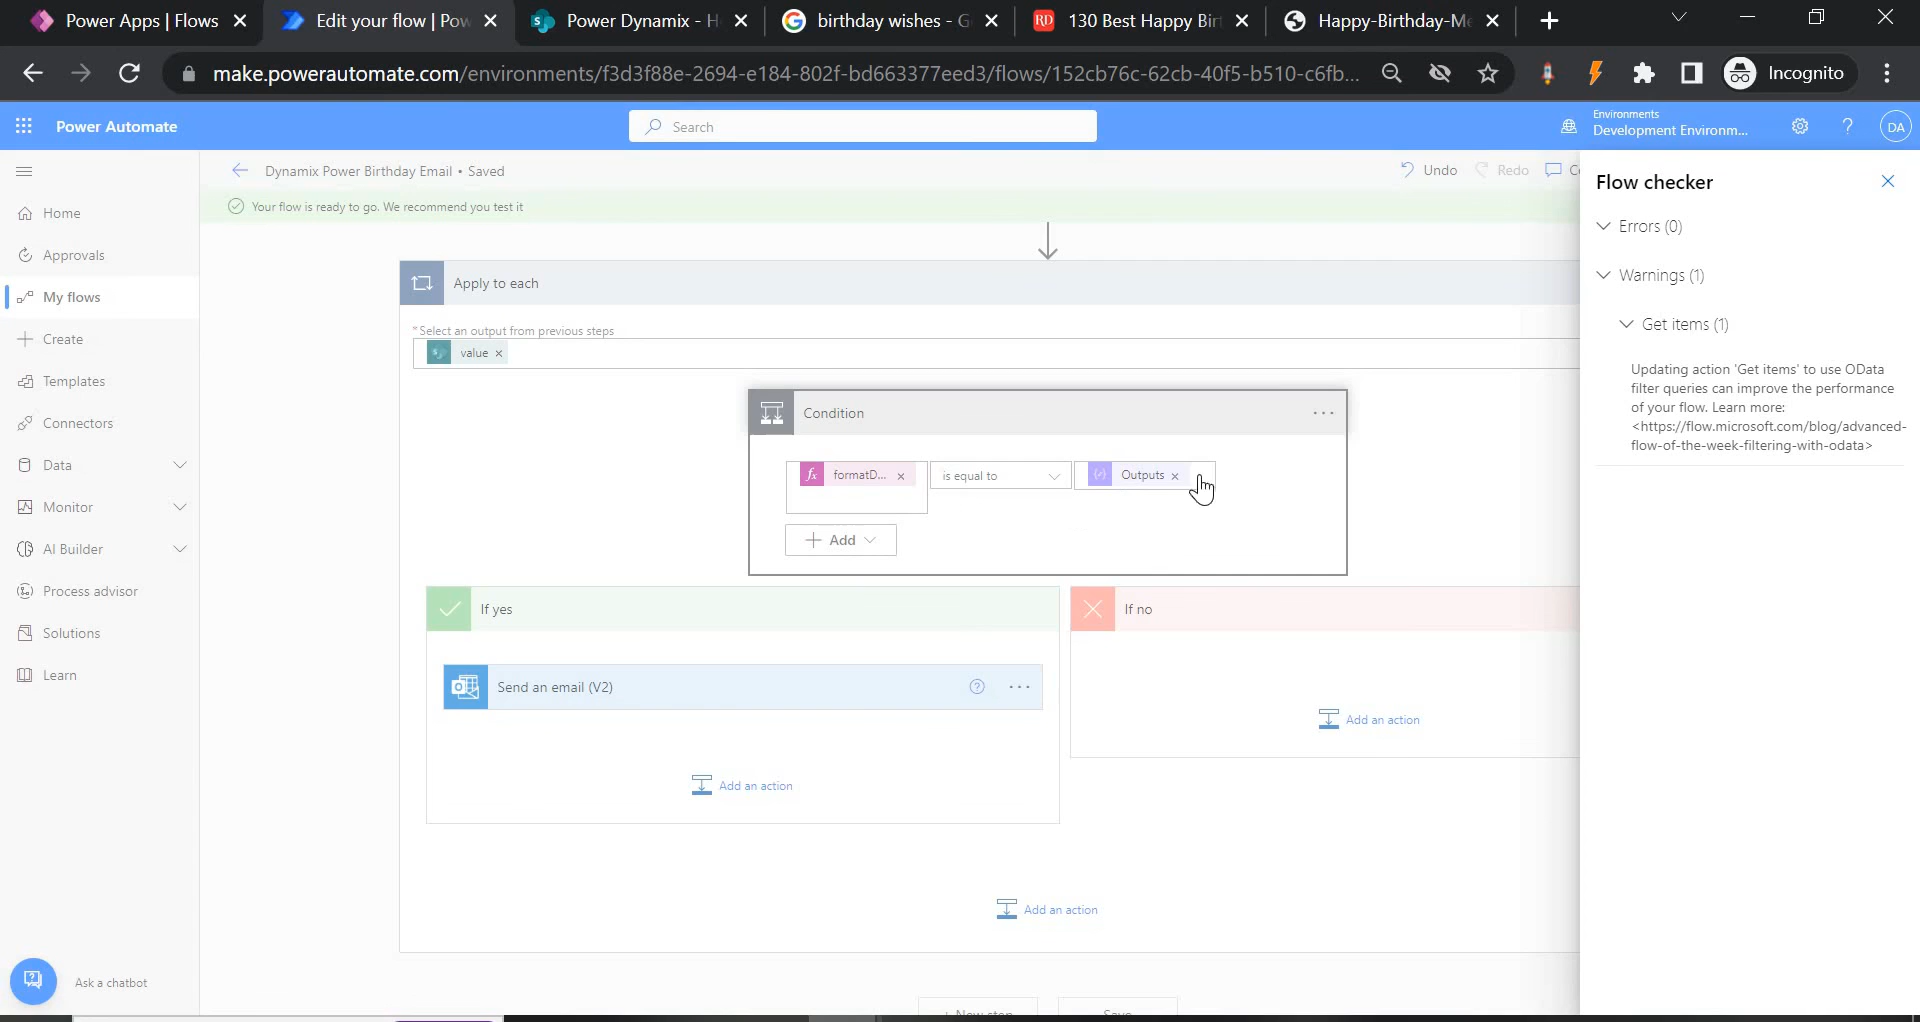 Power Apps | Flows
Edit your flow | Pow
Power Dynamix - H
birthday wishes - G
RD
130 Best Happy Birt
Happy-Birthday-Me
make.powerautomate.com/environments/f3d3f88e-2694-e184-802f-bd663377eed3/flows/152cb76c-62cb-40f5-b510-c6fb...
Incognito
Power Automate
Search
Environments
Development Environm...
DA
Home
Approvals
My flows
Create
Templates
Connectors
Data
Monitor
AI Builder
Process advisor
Solutions
Learn
Ask a chatbot
Dynamix Power Birthday Email • Saved
Undo
Redo
Your flow is ready to go. We recommend you test it
Apply to each
* Select an output from previous steps
value
Condition
formatD...
is equal to
Outputs
Add
If yes
Send an email (V2)
Add an action
If no
Add an action
Add an action
+ New step
Save
Flow checker
Errors (0)
Warnings (1)
Get items (1)
Updating action 'Get items' to use OData
filter queries can improve the performance
of your flow. Learn more:
<https://flow.microsoft.com/blog/advanced-
flow-of-the-week-filtering-with-odata>